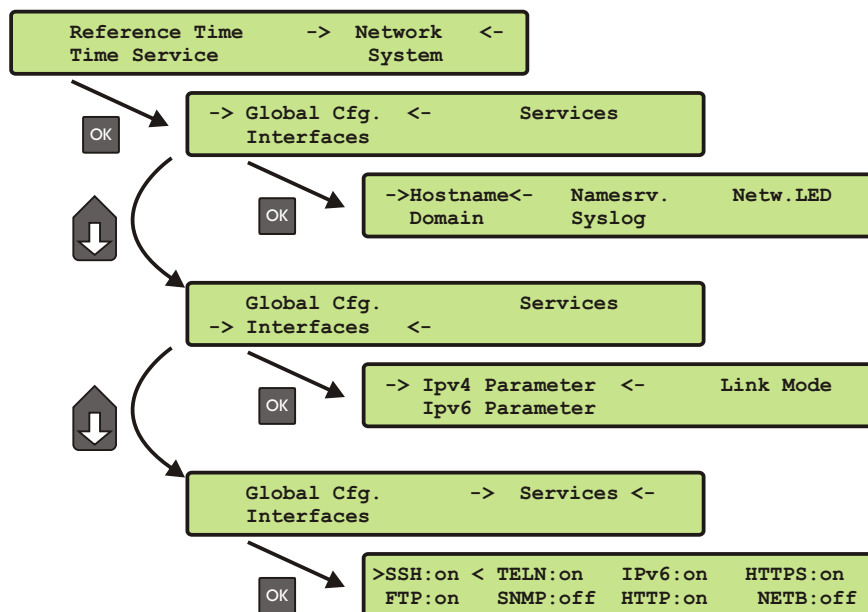 Reference Time -> Network <-
Time Service System
OK
-> Global Cfg. <- Services
Interfaces
OK
->Hostname<- Namesrv. Netw.LED
Domain Syslog
Global Cfg. Services
-> Interfaces <-
OK
-> Ipv4 Parameter <- Link Mode
Ipv6 Parameter
Global Cfg. -> Services <-
Interfaces
OK
>SSH:on < TELN:on IPv6:on HTTPS:on
FTP:on SNMP:off HTTP:on NETB:off